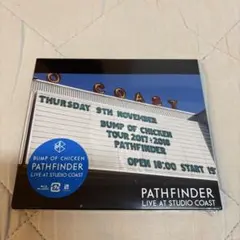 O COAST
THURSDAY 9TH NOVEMBER
BUMP OF CHICKEN
TOUR 2017-2018
PATHFINDER
OPEN 18:00 START 19
BUMP OF CHICKEN
PATHFINDER
LIVE AT STUDIO COAST
PATHFINDER
LIVE AT STUDIO COAST